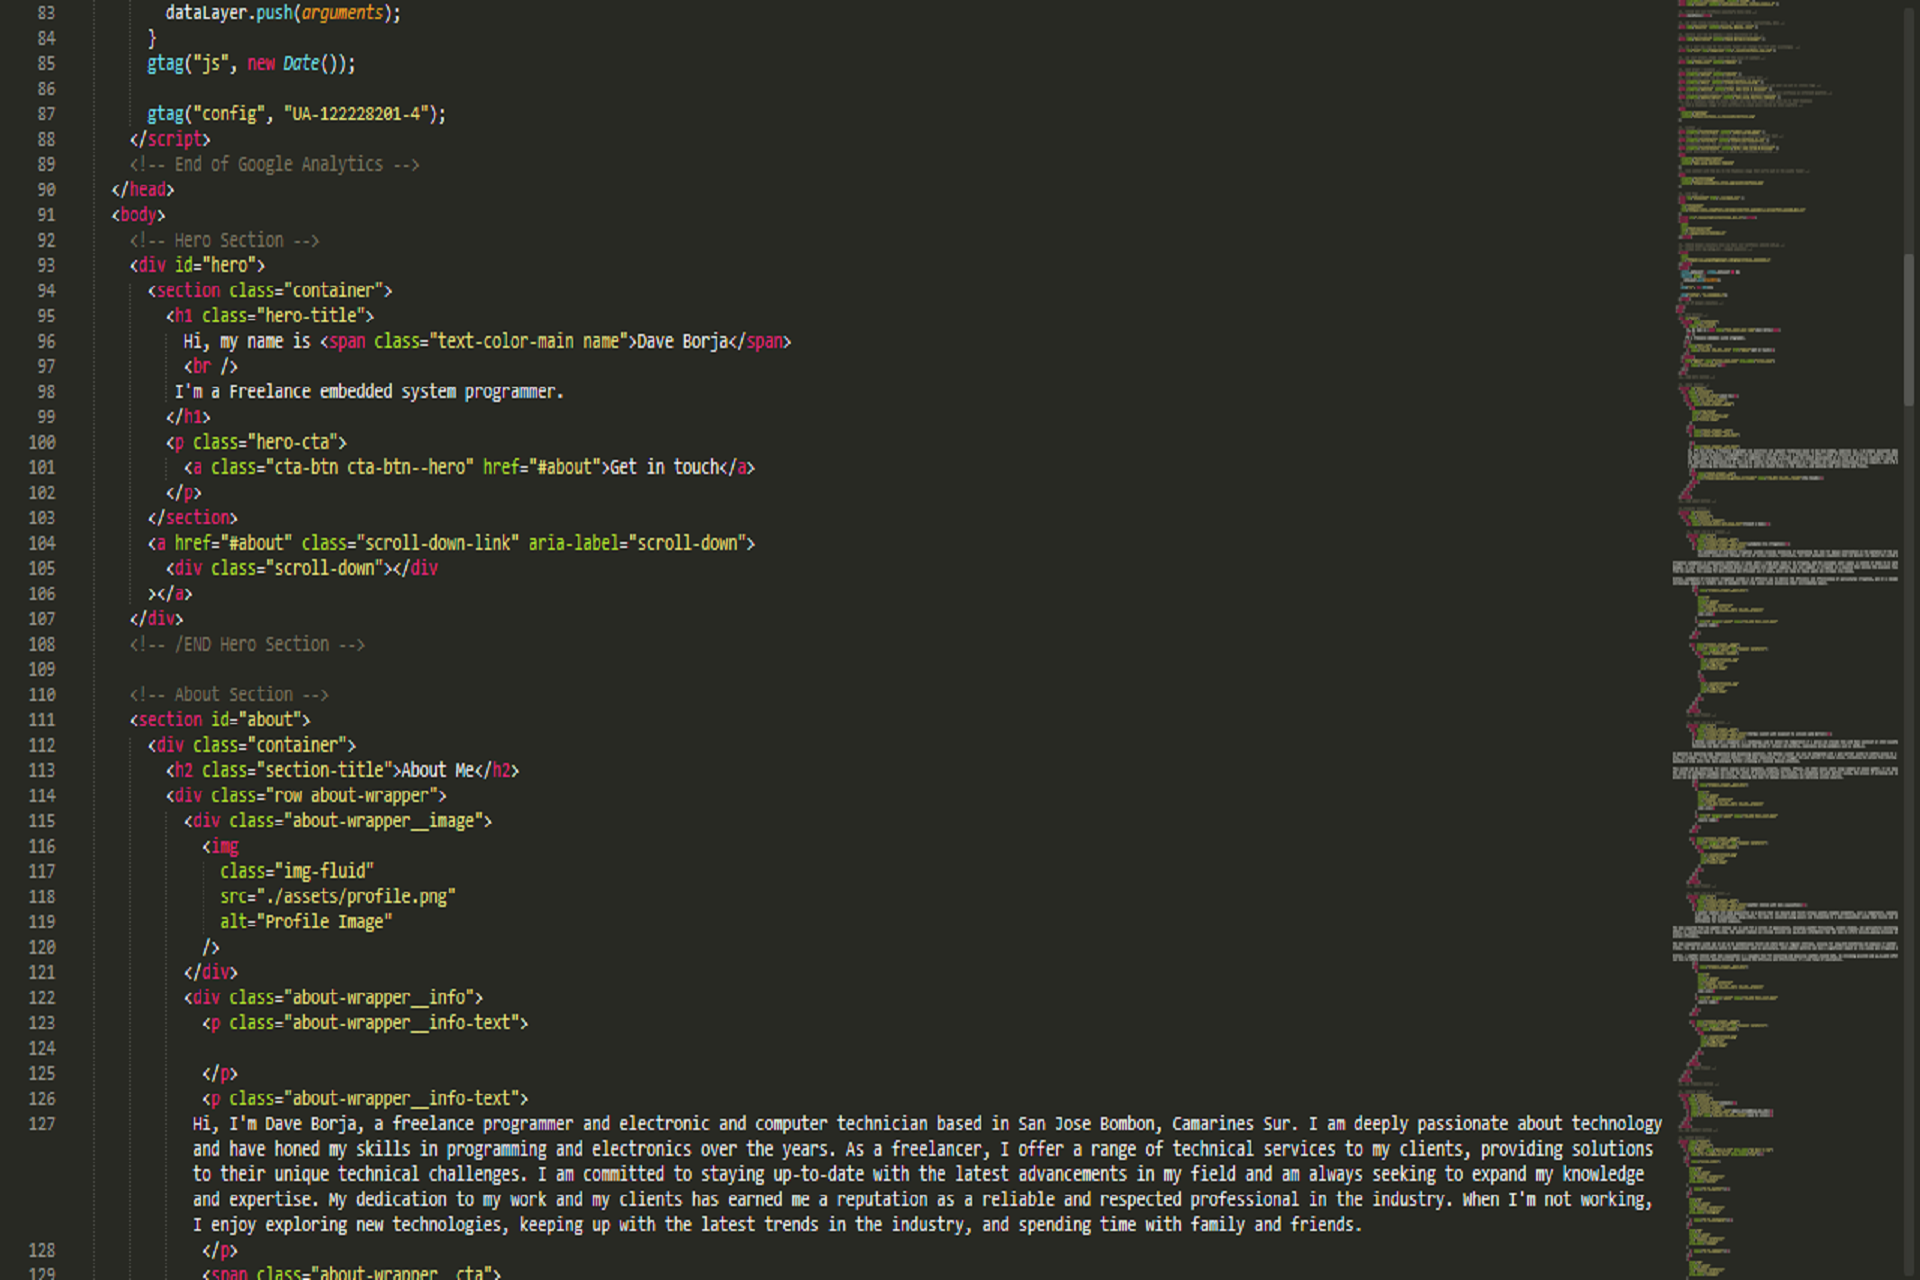 83 dataLayer.push(arguments);
84 }
85 gtag("js", new Date());
86
87 gtag("config", "UA-122228201-4");
88 </script>
89 <!-- End of Google Analytics -->
90 </head>
91 <body>
92 <!-- Hero Section -->
93 <div id="hero">
94 <section class="container">
95 <h1 class="hero-title">
96 Hi, my name is <span class="text-color-main name">Dave Borja</span>
97 <br />
98 I'm a Freelance embedded system programmer.
99 </h1>
100 <p class="hero-cta">
101 <a class="cta-btn cta-btn--hero" href="#about">Get in touch</a>
102 </p>
103 </section>
104 <a href="#about" class="scroll-down-link" aria-label="scroll-down">
105 <div class="scroll-down"></div
106 ></a>
107 </div>
108 <!-- /END Hero Section -->
109
110 <!-- About Section -->
111 <section id="about">
112 <div class="container">
113 <h2 class="section-title">About Me</h2>
114 <div class="row about-wrapper">
115 <div class="about-wrapper__image">
116 <img
117 class="img-fluid"
118 src="./assets/profile.png"
119 alt="Profile Image"
120 />
121 </div>
122 <div class="about-wrapper__info">
123 <p class="about-wrapper__info-text">
124
125 </p>
126 <p class="about-wrapper__info-text">
127 Hi, I'm Dave Borja, a freelance programmer and electronic and computer technician based in San Jose Bombon, Camarines Sur. I am deeply passionate about technology
and have honed my skills in programming and electronics over the years. As a freelancer, I offer a range of technical services to my clients, providing solutions
to their unique technical challenges. I am committed to staying up-to-date with the latest advancements in my field and am always seeking to expand my knowledge
and expertise. My dedication to my work and my clients has earned me a reputation as a reliable and respected professional in the industry. When I'm not working,
I enjoy exploring new technologies, keeping up with the latest trends in the industry, and spending time with family and friends.
128 </p>
129 <span class="about-wrapper__cta">